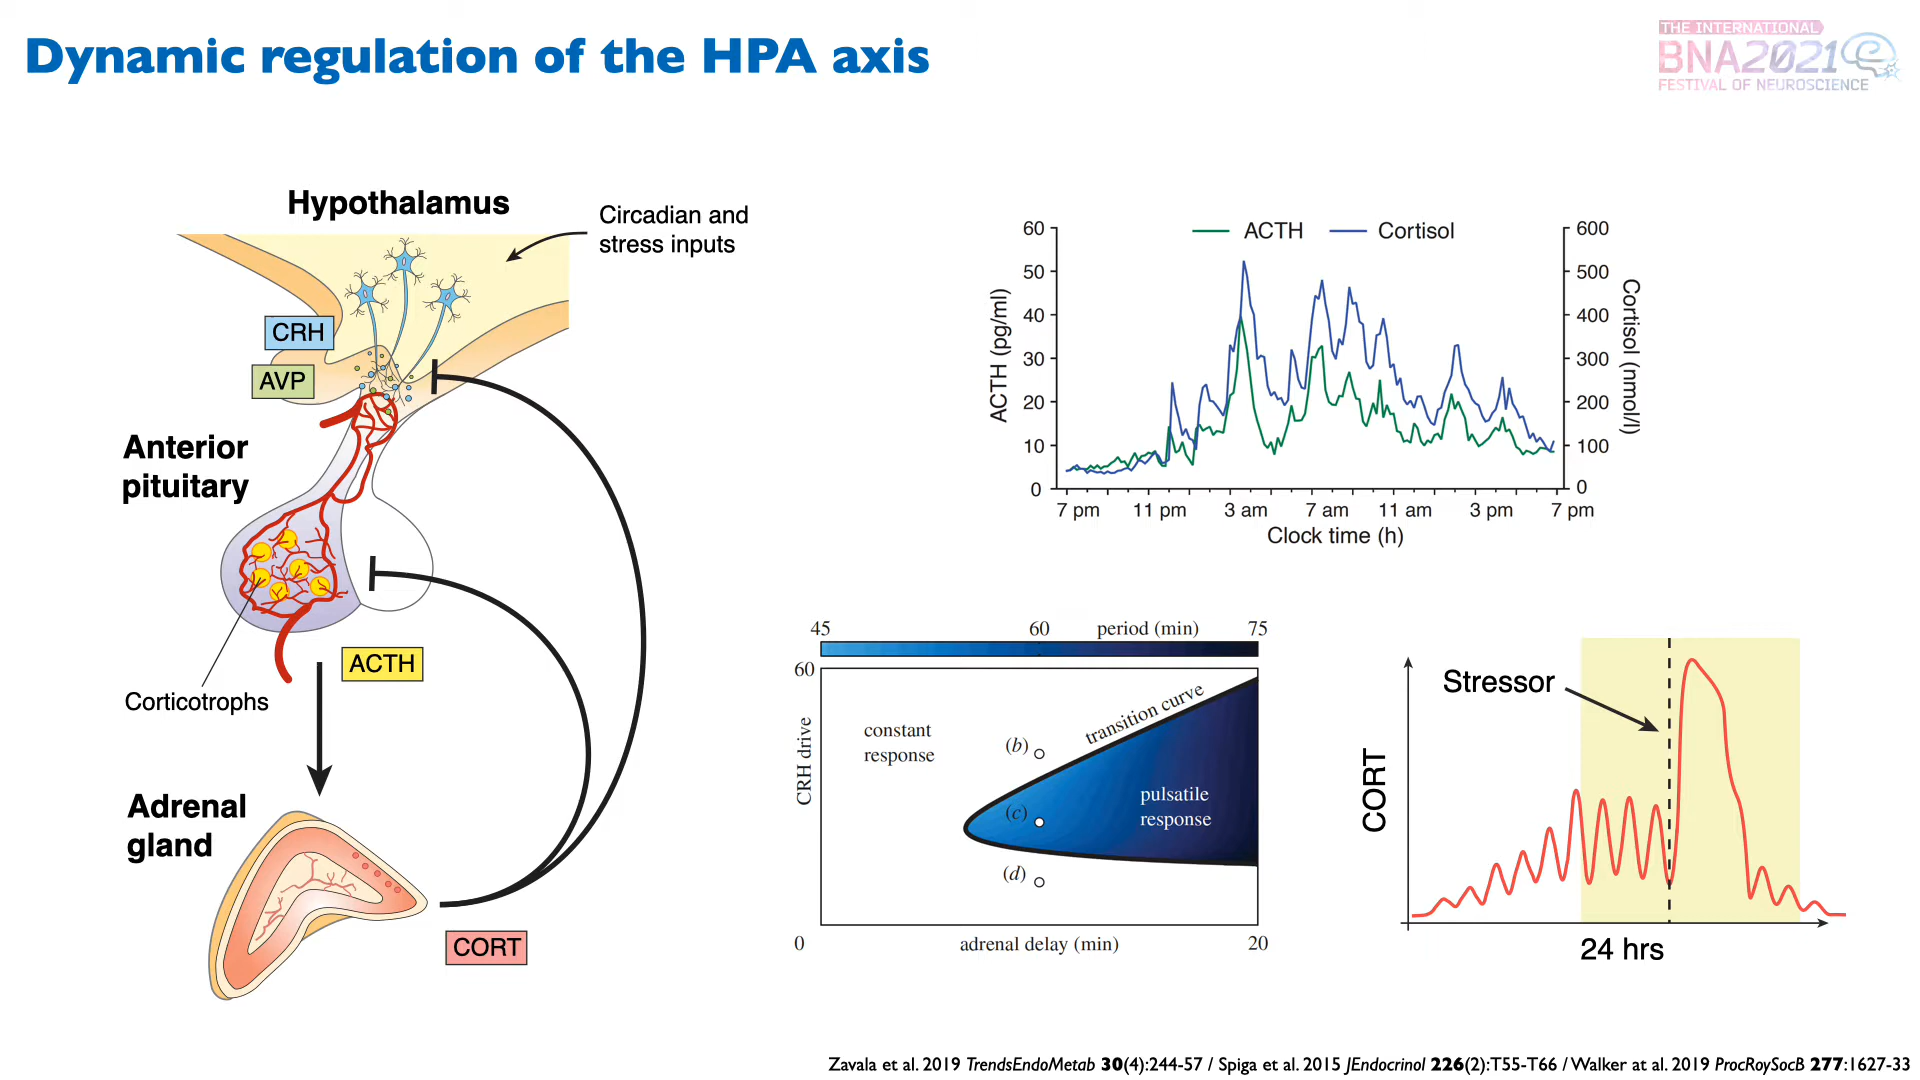 Dynamic regulation of the HPA axis
THE INTERNATIONAL
BNA2021
FESTIVAL OF NEUROSCIENCE
Hypothalamus
Circadian and
stress inputs
CRH
AVP
Anterior
pituitary
Corticotrophs
ACTH
Adrenal
gland
CORT
ACTH
Cortisol
ACTH (pg/ml)
60
50
40
30
20
10
0
600
500
400
300
200
100
0
Cortisol (nmol/l)
7 pm 11 pm 3 am 7 am 11 am 3 pm 7 pm
Clock time (h)
45 60 period (min) 75
60
CRH drive
constant
response
transition curve
(b)
(c)
(d)
pulsatile
response
0 adrenal delay (min) 20
Stressor
CORT
24 hrs
Zavala et al. 2019 TrendsEndoMetab 30(4):244-57 / Spiga et al. 2015 JEndocrinol 226(2):T55-T66 / Walker at al. 2019 ProcRoySocB 277:1627-33